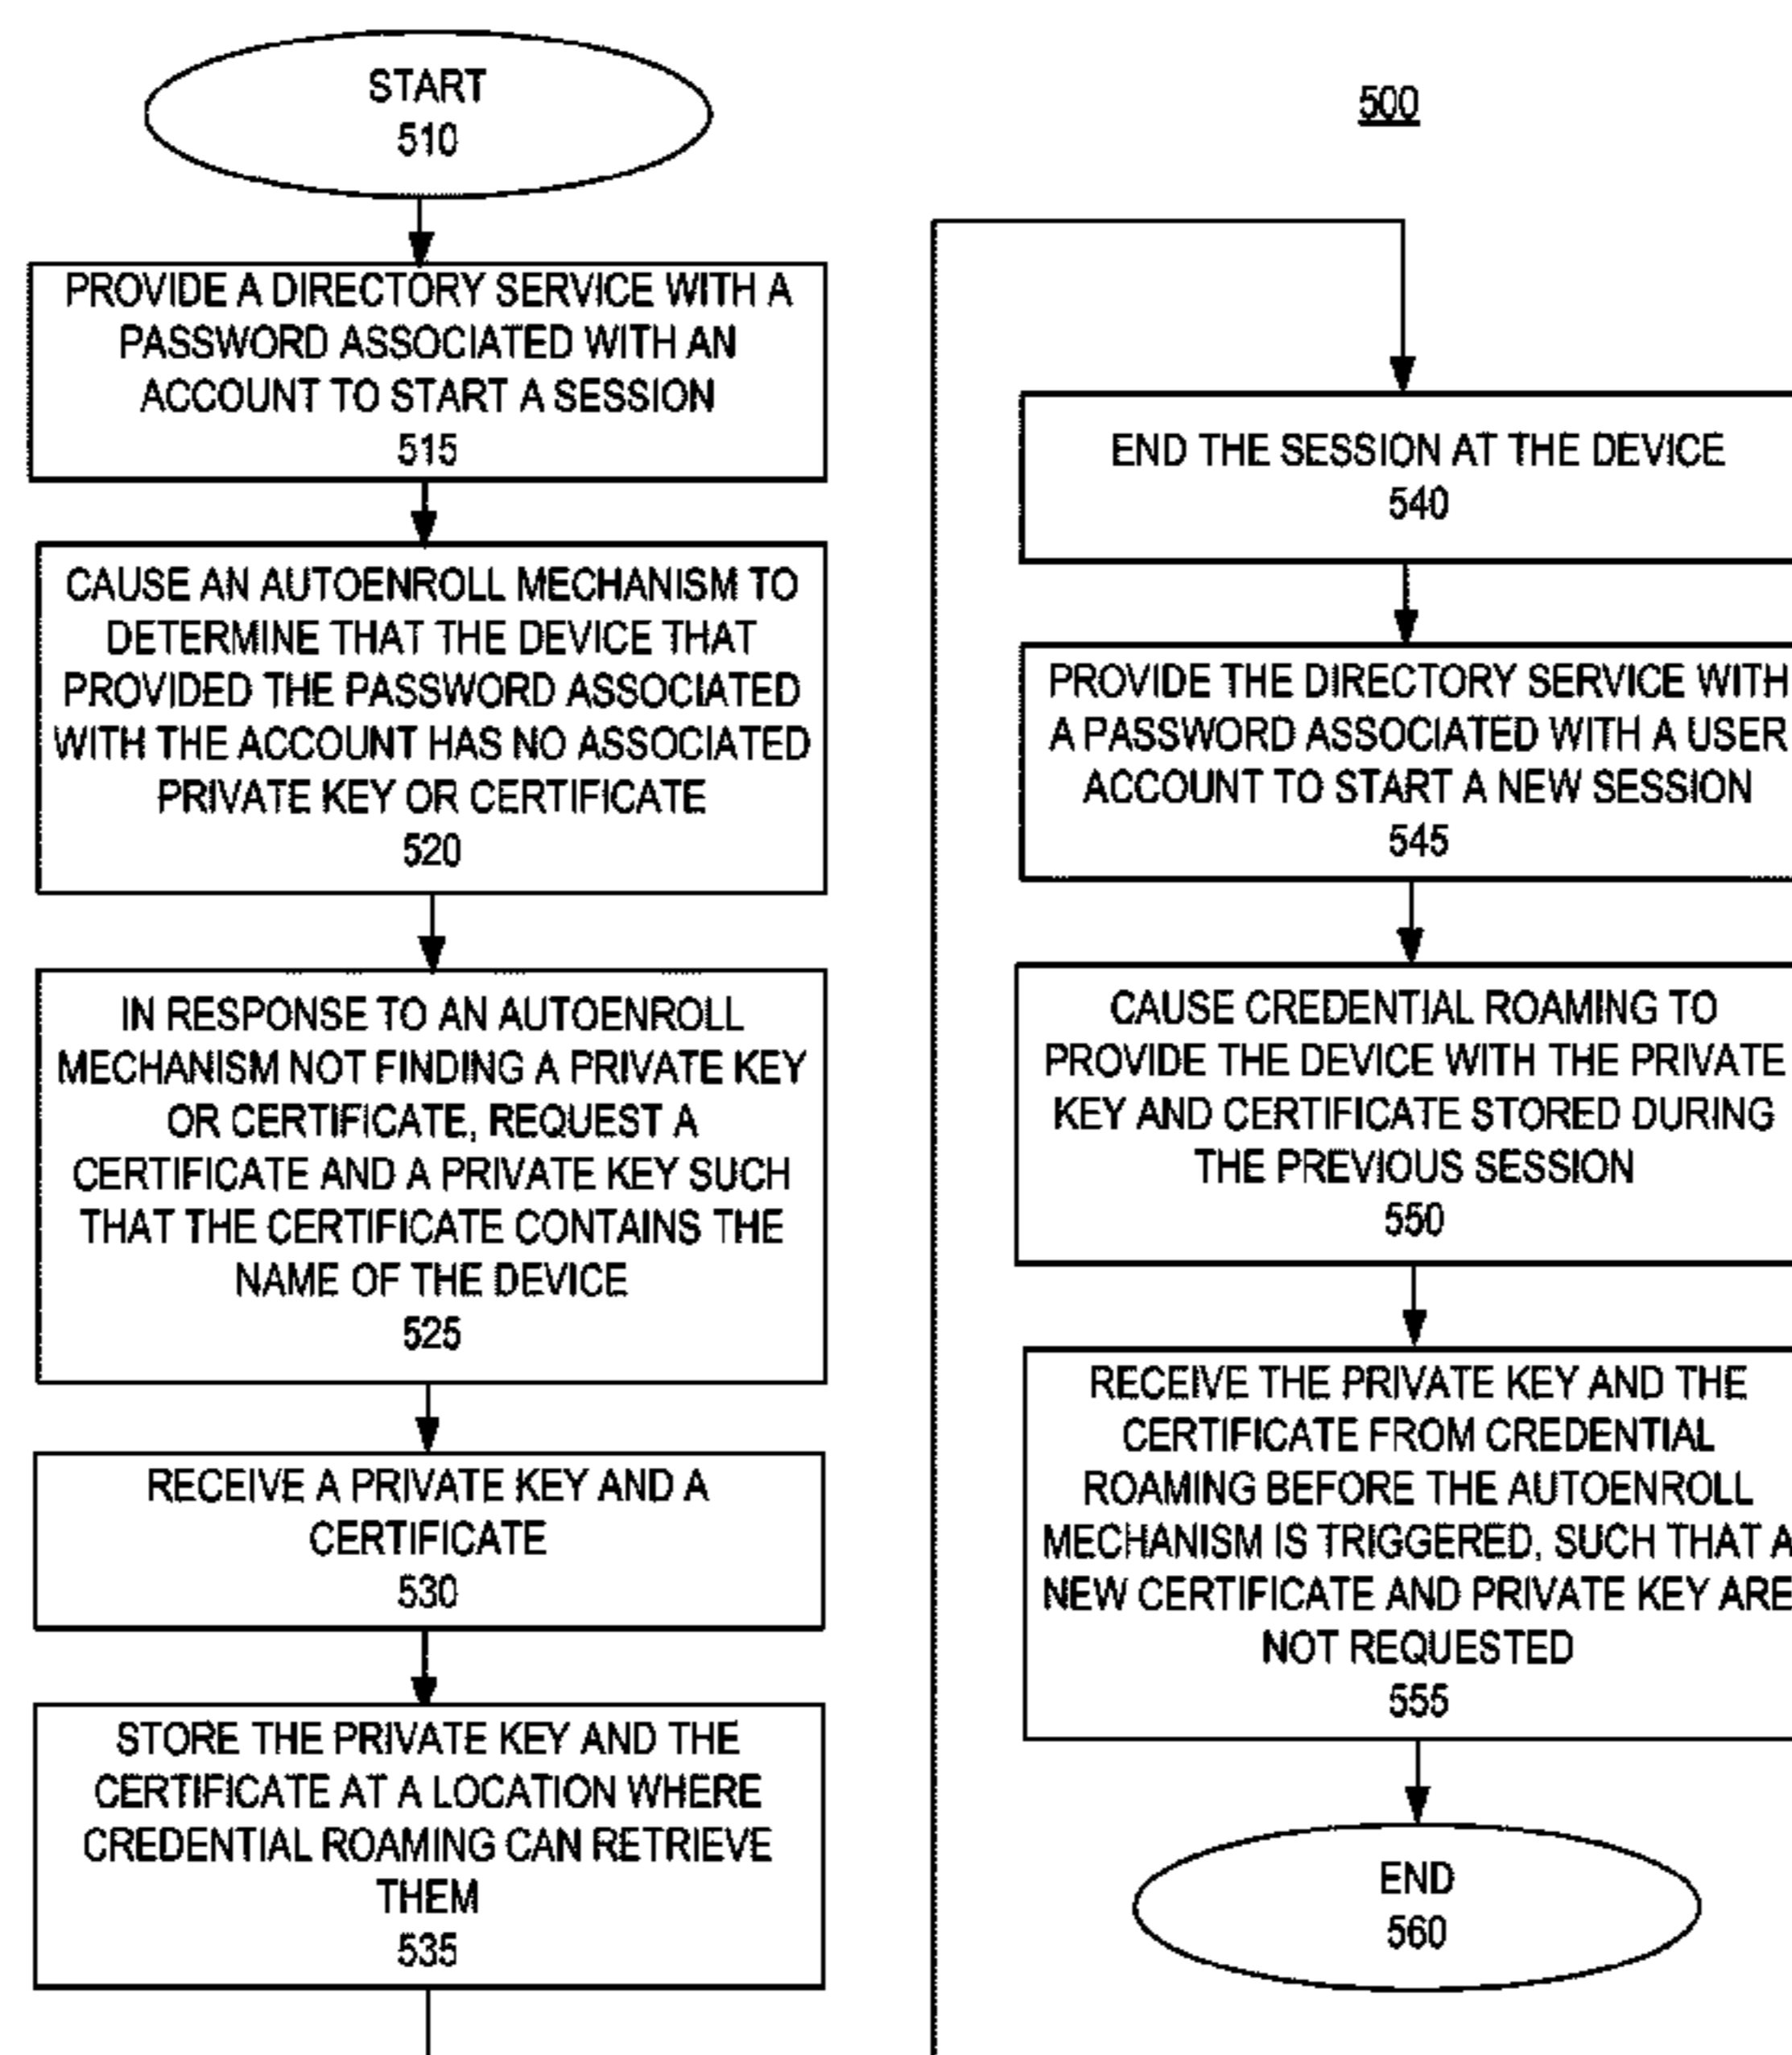 START
510
PROVIDE A DIRECTORY SERVICE WITH A
PASSWORD ASSOCIATED WITH AN
ACCOUNT TO START A SESSION
515
CAUSE AN AUTOENROLL MECHANISM TO
DETERMINE THAT THE DEVICE THAT
PROVIDED THE PASSWORD ASSOCIATED
WITH THE ACCOUNT HAS NO ASSOCIATED
PRIVATE KEY OR CERTIFICATE
520
IN RESPONSE TO AN AUTOENROLL
MECHANISM NOT FINDING A PRIVATE KEY
OR CERTIFICATE, REQUEST A
CERTIFICATE AND A PRIVATE KEY SUCH
THAT THE CERTIFICATE CONTAINS THE
NAME OF THE DEVICE
525
RECEIVE A PRIVATE KEY AND A
CERTIFICATE
530
STORE THE PRIVATE KEY AND THE
CERTIFICATE AT A LOCATION WHERE
CREDENTIAL ROAMING CAN RETRIEVE
THEM
535
500
END THE SESSION AT THE DEVICE
540
PROVIDE THE DIRECTORY SERVICE WITH
A PASSWORD ASSOCIATED WITH A USER
ACCOUNT TO START A NEW SESSION
545
CAUSE CREDENTIAL ROAMING TO
PROVIDE THE DEVICE WITH THE PRIVATE
KEY AND CERTIFICATE STORED DURING
THE PREVIOUS SESSION
550
RECEIVE THE PRIVATE KEY AND THE
CERTIFICATE FROM CREDENTIAL
ROAMING BEFORE THE AUTOENROLL
MECHANISM IS TRIGGERED, SUCH THAT A
NEW CERTIFICATE AND PRIVATE KEY ARE
NOT REQUESTED
555
END
560